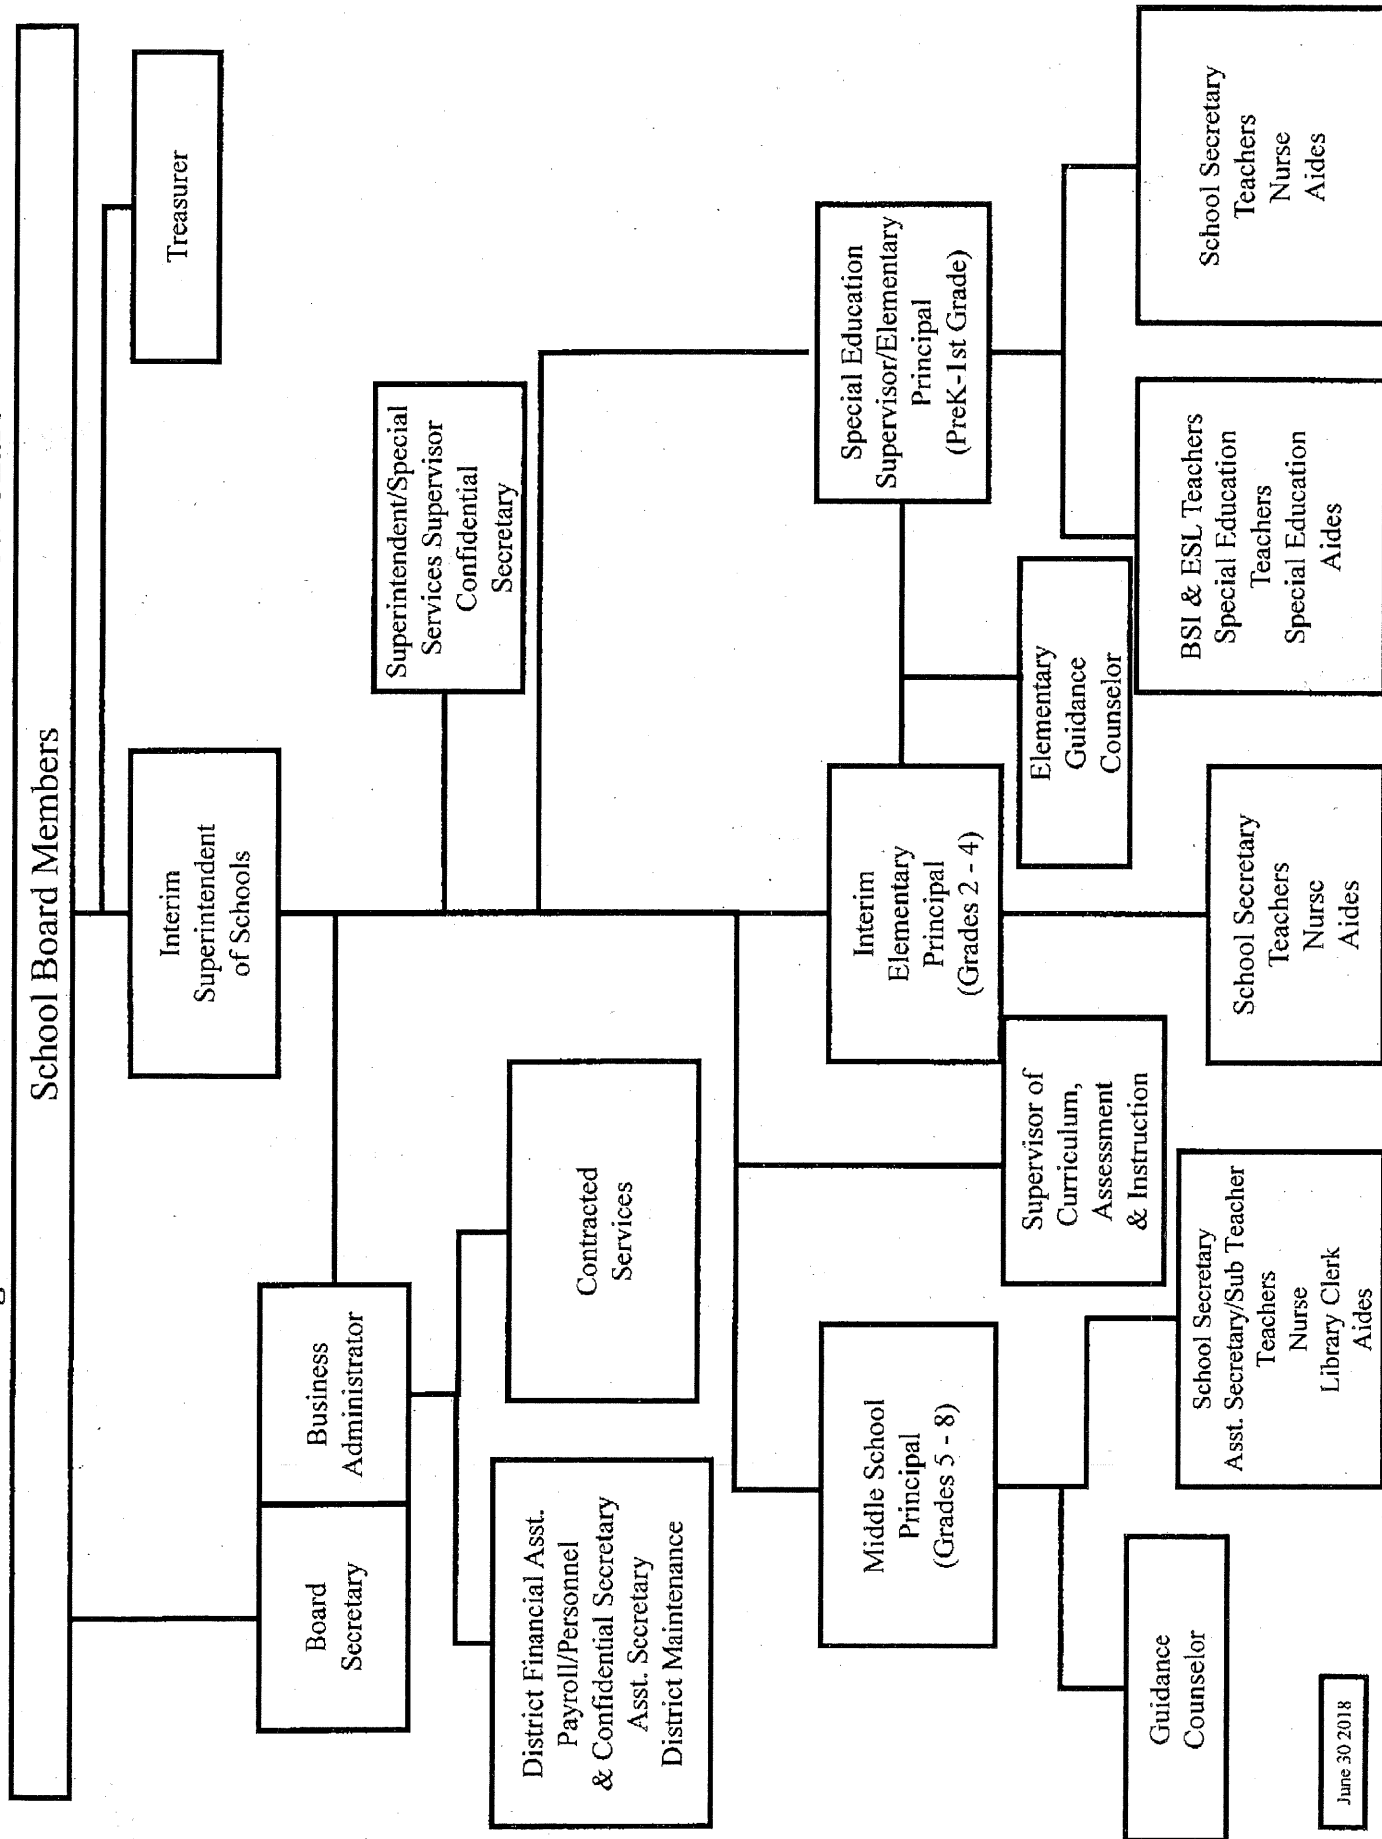 School Board Members
Treasurer
Interim
Superintendent
of Schools
Board
Secretary
Business
Administrator
Superintendent/Special
Services Supervisor
Confidential
Secretary
District Financial Asst.
Payroll/Personnel
& Confidential Secretary
Asst. Secretary
District Maintenance
Contracted
Services
Middle School
Principal
(Grades 5 - 8)
Interim
Elementary
Principal
(Grades 2 - 4)
Special Education
Supervisor/Elementary
Principal
(PreK-1st Grade)
Supervisor of
Curriculum,
Assessment
& Instruction
Elementary
Guidance
Counselor
Guidance
Counselor
School Secretary
Asst. Secretary/Sub Teacher
Teachers
Nurse
Library Clerk
Aides
School Secretary
Teachers
Nurse
Aides
BSI & ESL Teachers
Special Education
Teachers
Special Education
Aides
School Secretary
Teachers
Nurse
Aides
June 30 2018